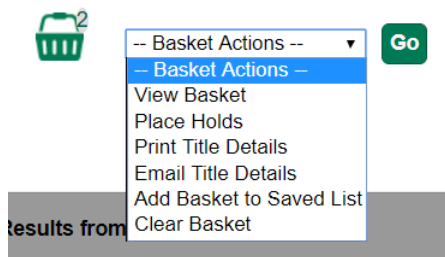 2
-- Basket Actions --
Go
-- Basket Actions --
View Basket
Place Holds
Print Title Details
Email Title Details
Add Basket to Saved List
Clear Basket
Results from